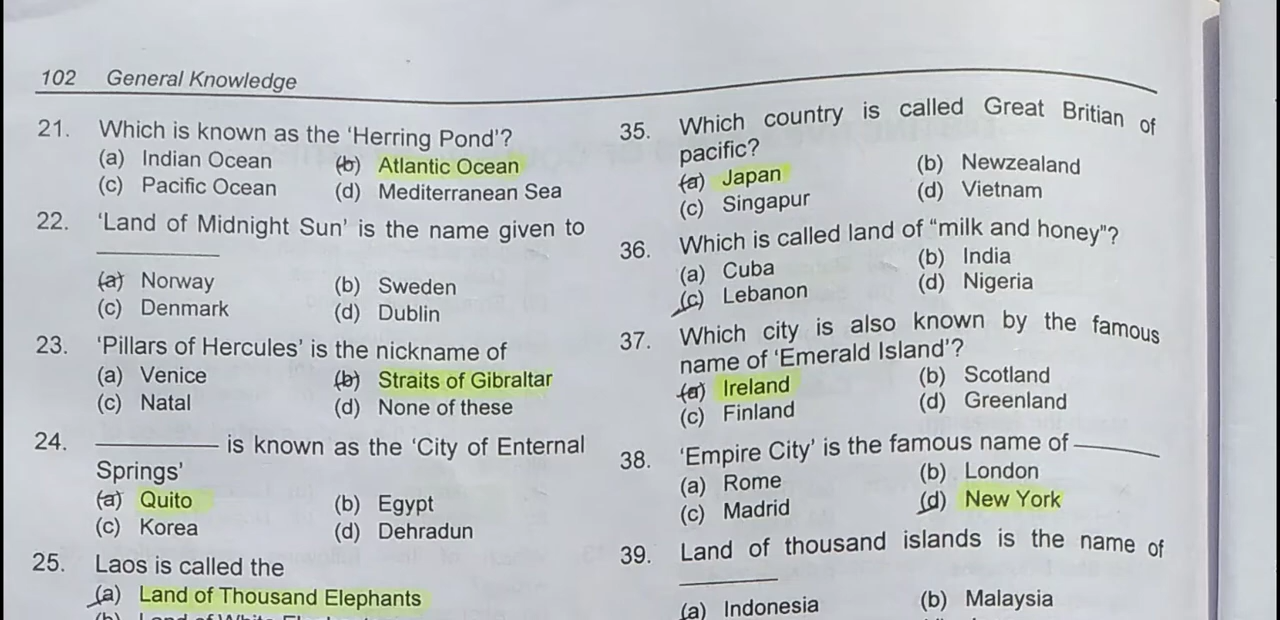 102 General Knowledge
21. Which is known as the ‘Herring Pond’?
(a) Indian Ocean (b) Atlantic Ocean
(c) Pacific Ocean (d) Mediterranean Sea
22. ‘Land of Midnight Sun’ is the name given to
__________
(a) Norway (b) Sweden
(c) Denmark (d) Dublin
23. ‘Pillars of Hercules’ is the nickname of
(a) Venice (b) Straits of Gibraltar
(c) Natal (d) None of these
24. __________ is known as the ‘City of Enternal
Springs’
(a) Quito (b) Egypt
(c) Korea (d) Dehradun
25. Laos is called the
(a) Land of Thousand Elephants
35. Which country is called Great Britian of
pacific?
(a) Japan (b) Newzealand
(c) Singapur (d) Vietnam
36. Which is called land of “milk and honey”?
(a) Cuba (b) India
(c) Lebanon (d) Nigeria
37. Which city is also known by the famous
name of ‘Emerald Island’?
(a) Ireland (b) Scotland
(c) Finland (d) Greenland
38. ‘Empire City’ is the famous name of __________
(a) Rome (b) London
(c) Madrid (d) New York
39. Land of thousand islands is the name of
__________
(a) Indonesia (b) Malaysia